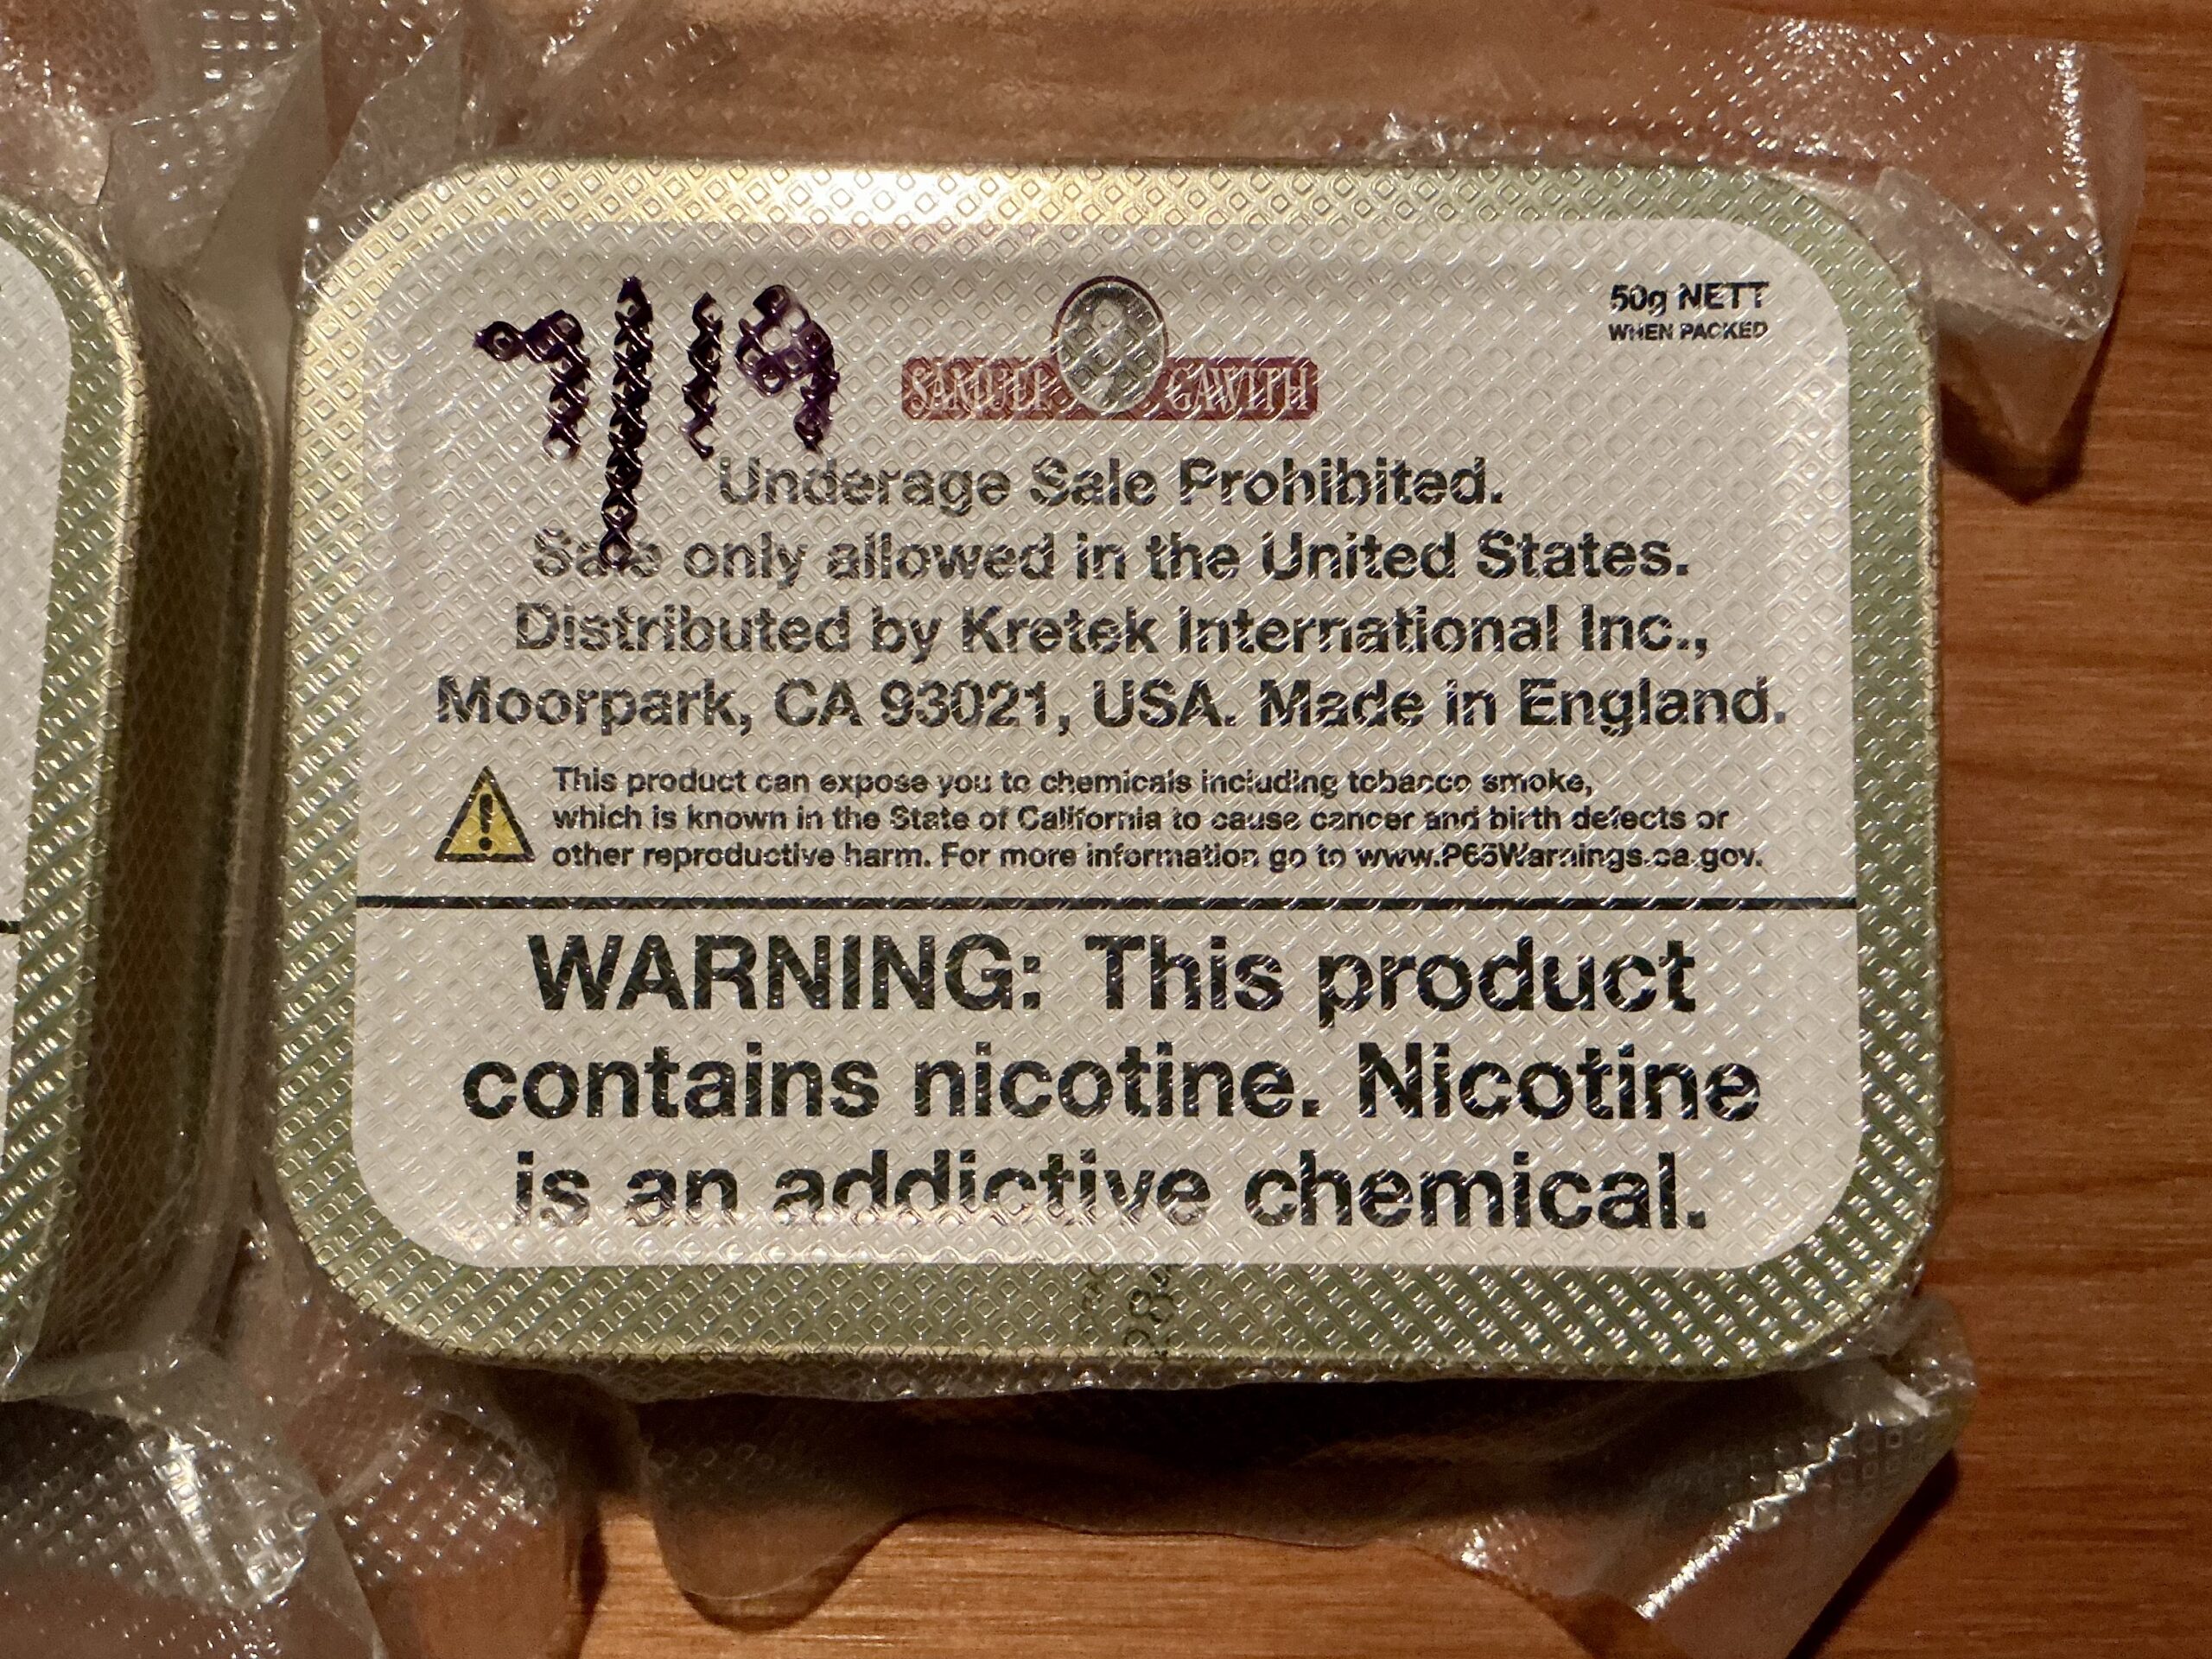 7/19
SAMUEL GAWITH
50g NETT
WHEN PACKED
Underage Sale Prohibited.
Sale only allowed in the United States.
Distributed by Kretek International Inc.,
Moorpark, CA 93021, USA. Made in England.
This product can expose you to chemicals including tobacco smoke,
which is known in the State of California to cause cancer and birth defects or
other reproductive harm. For more information go to www.P65Warnings.ca.gov.
WARNING: This product
contains nicotine. Nicotine
is an addictive chemical.